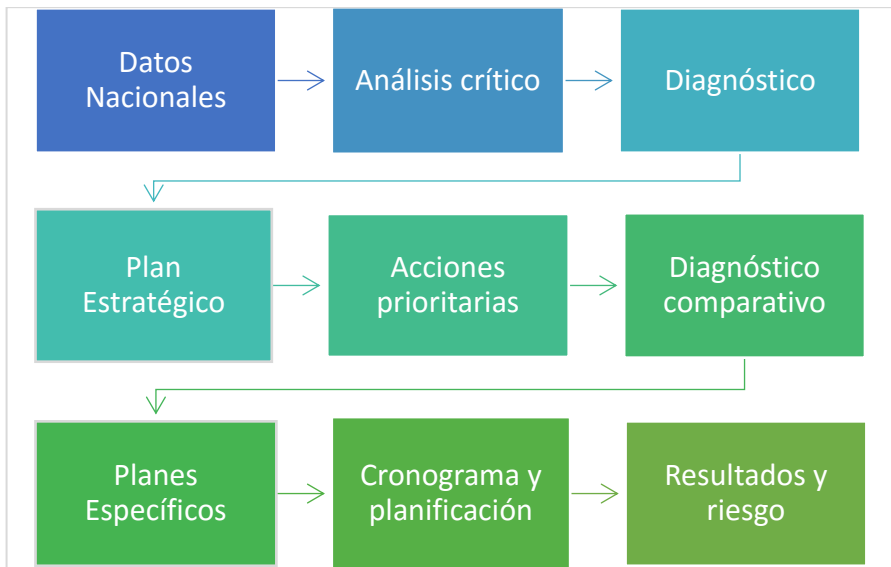 Datos
Nacionales
Análisis crítico
Diagnóstico
Plan
Estratégico
Acciones
prioritarias
Diagnóstico
comparativo
Planes
Específicos
Cronograma y
planificación
Resultados y
riesgo